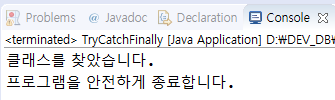 Problems @ Javadoc Declaration Console
<terminated> TryCatchFinally [Java Application] D:₩DEV_DB₩
클래스를 찾았습니다.
프로그램을 안전하게 종료합니다.